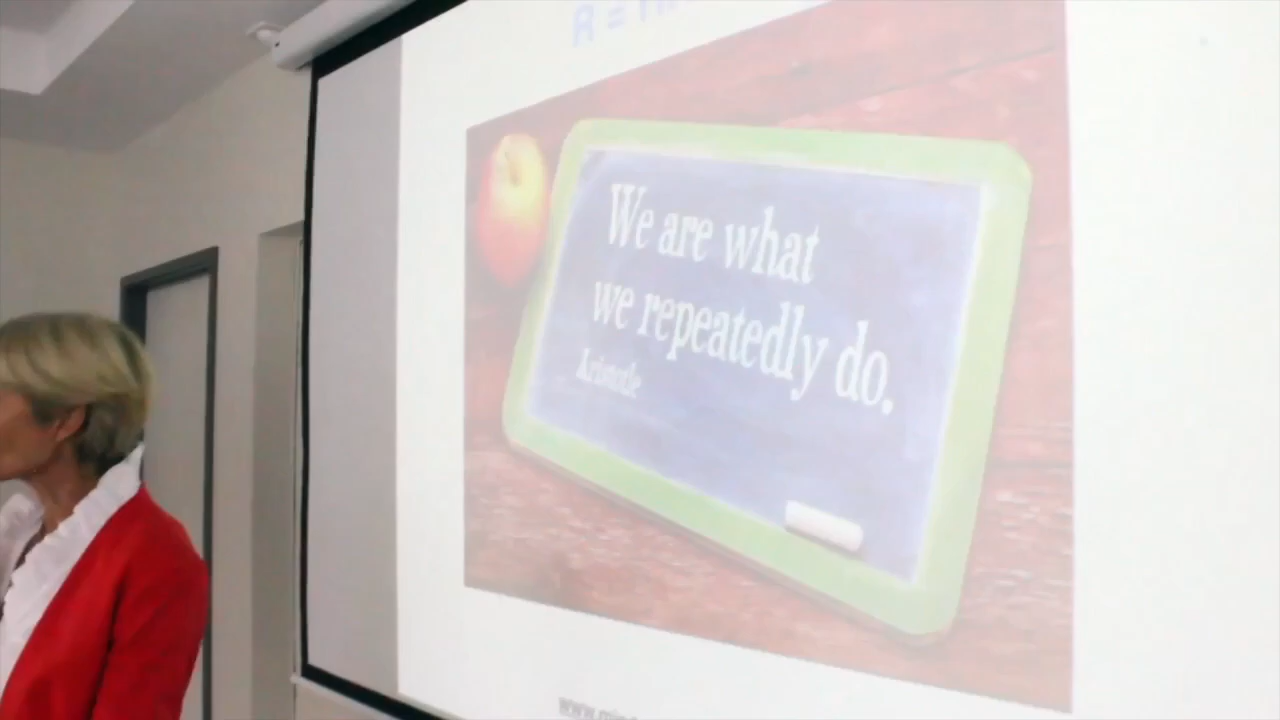 R =
We are what
we repeatedly do.
Aristotle